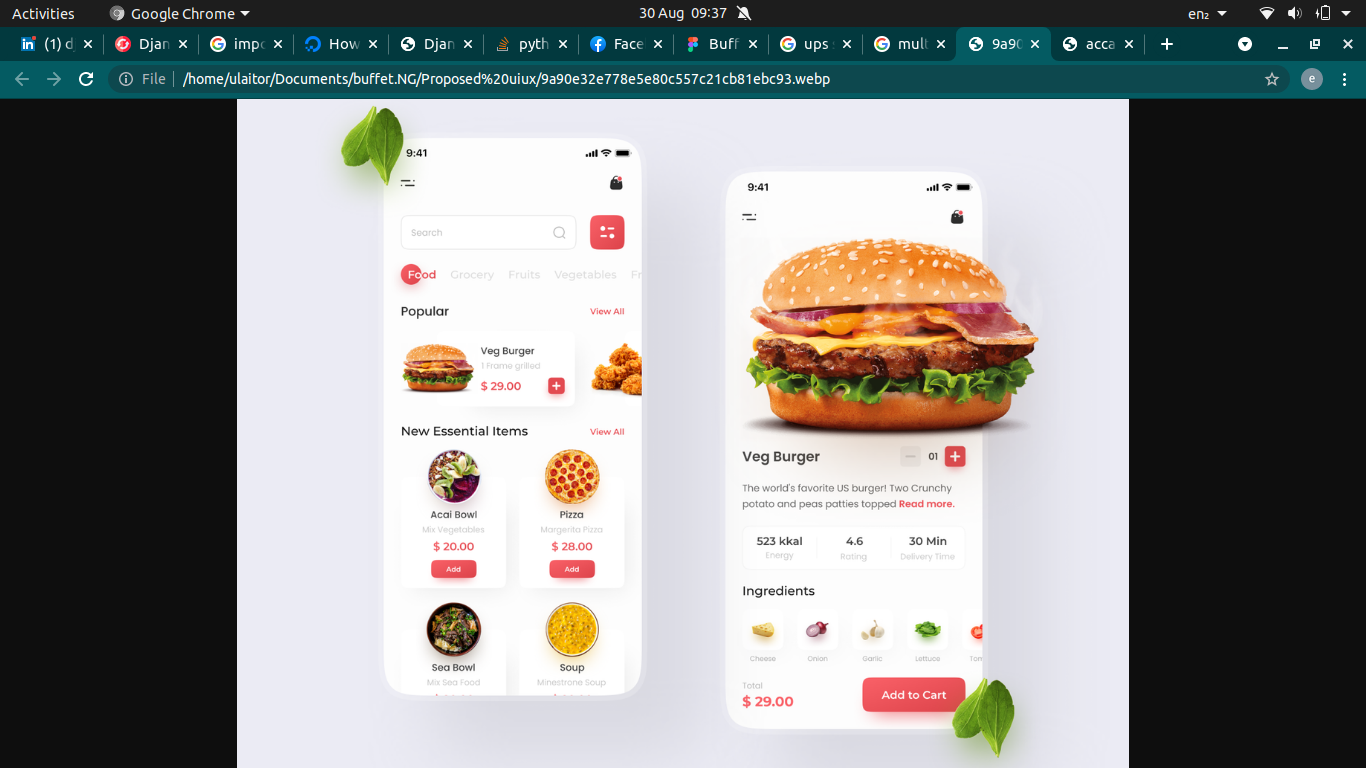 Activities
Google Chrome
30 Aug 09:37
en₂
(1) d
Djan
impo
How
Djan
pyth
Face
Buff
ups
mult
9a90
acca
File
/home/ulaitor/Documents/buffet.NG/Proposed%20uiux/9a90e32e778e5e80c557c21cb81ebc93.webp
e
9:41
Search
Food Grocery Fruits Vegetables Fr
Popular View All
Veg Burger
1 Frame grilled
$ 29.00
New Essential Items View All
Acai Bowl
Mix Vegetables
$ 20.00
Add
Pizza
Margerita Pizza
$ 28.00
Add
Sea Bowl
Mix Sea Food
Soup
Minestrone Soup
9:41
Veg Burger 01
The world's favorite US burger! Two Crunchy
potato and peas patties topped Read more.
523 kkal 4.6 30 Min
Energy Rating Delivery Time
Ingredients
Cheese Onion Garlic Lettuce Tom
Total
$ 29.00
Add to Cart